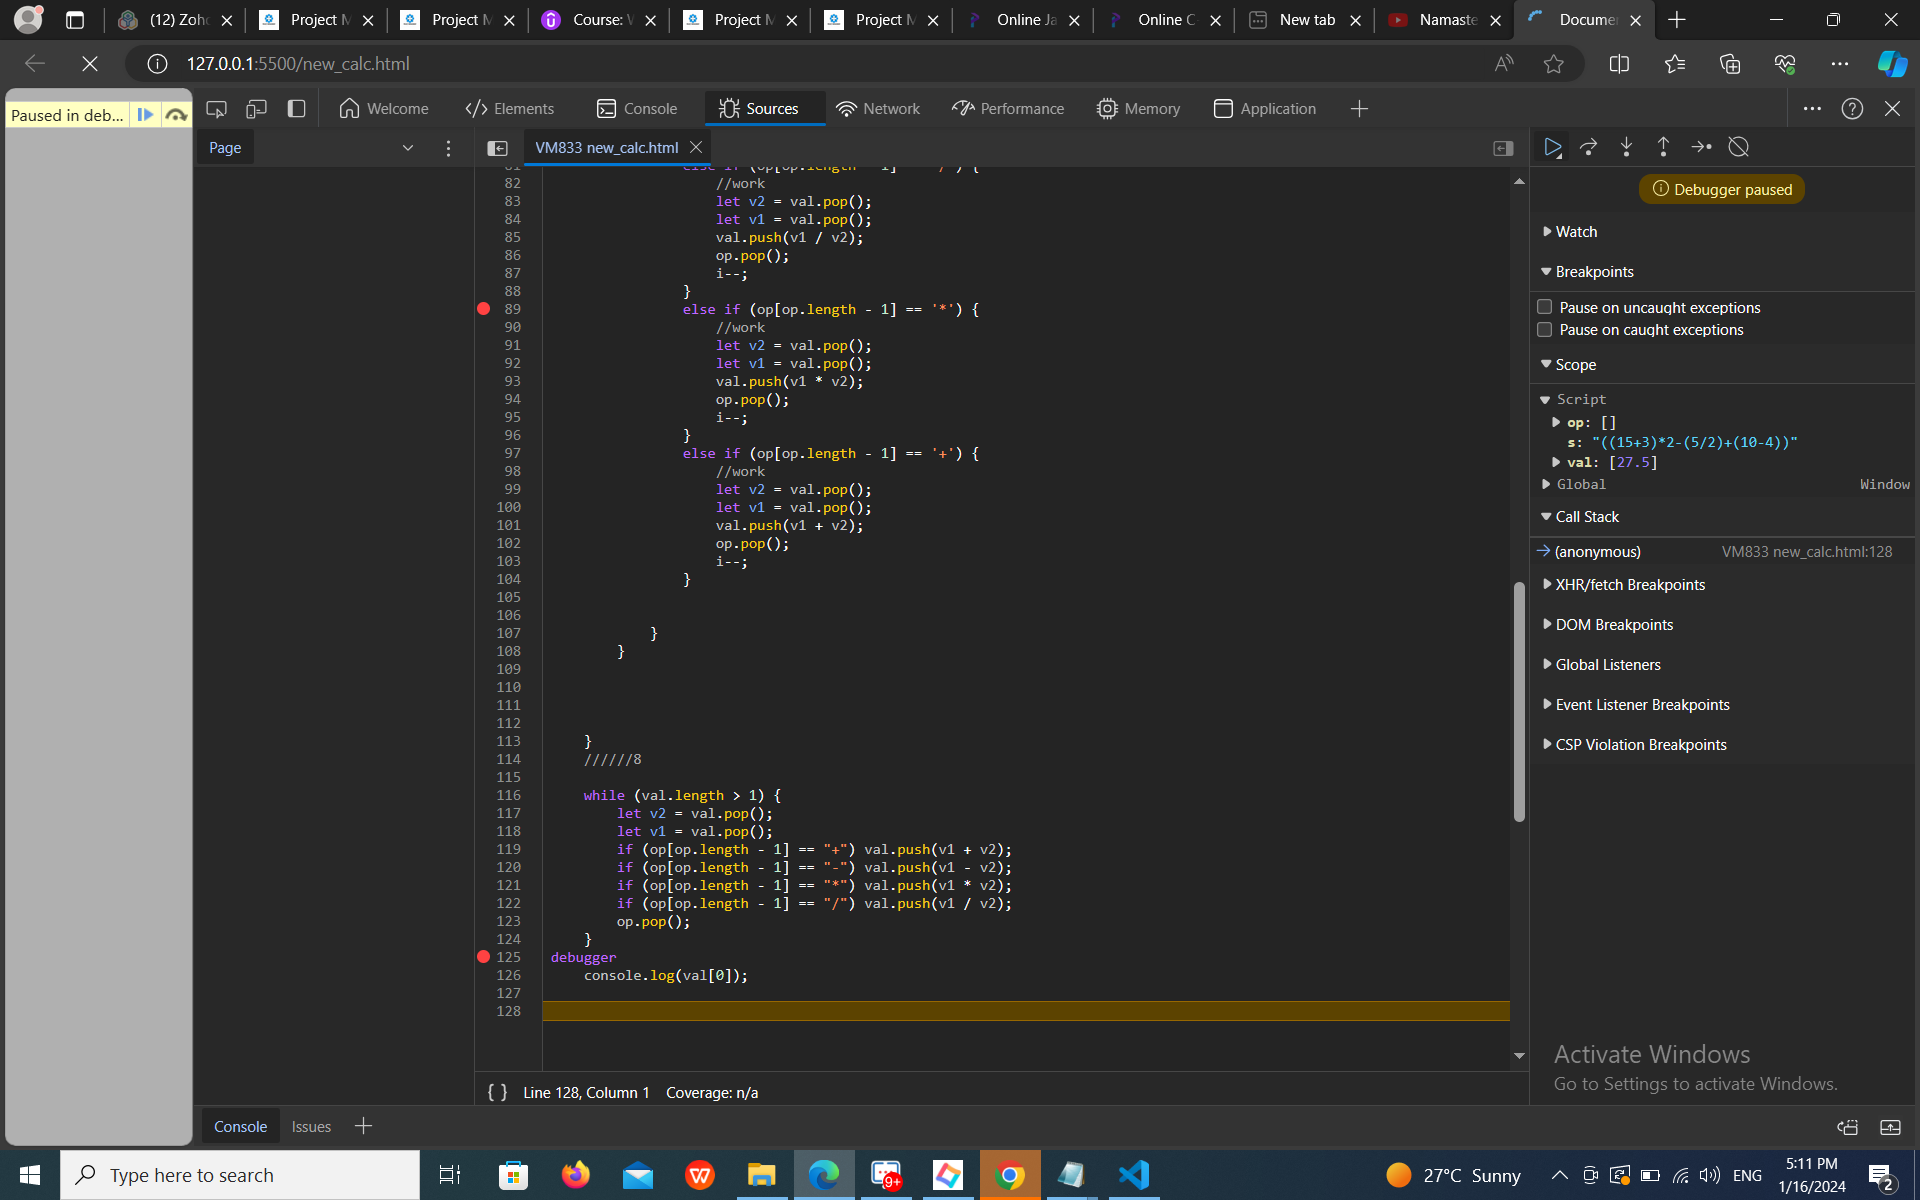 (12) Zoho
Project M
Project M
Course: W
Project M
Project M
Online Ja
Online C
New tab
Namaste
Documen
127.0.0.1:5500/new_calc.html
Paused in deb...
Welcome
Elements
Console
Sources
Network
Performance
Memory
Application
Page
VM833 new_calc.html
82 //work
83 let v2 = val.pop();
84 let v1 = val.pop();
85 val.push(v1 / v2);
86 op.pop();
87 i--;
88 }
89 else if (op[op.length - 1] == '*') {
90 //work
91 let v2 = val.pop();
92 let v1 = val.pop();
93 val.push(v1 * v2);
94 op.pop();
95 i--;
96 }
97 else if (op[op.length - 1] == '+') {
98 //work
99 let v2 = val.pop();
100 let v1 = val.pop();
101 val.push(v1 + v2);
102 op.pop();
103 i--;
104 }
105
106
107 }
108 }
109
110
111
112
113 }
114 //////8
115
116 while (val.length > 1) {
117 let v2 = val.pop();
118 let v1 = val.pop();
119 if (op[op.length - 1] == "+") val.push(v1 + v2);
120 if (op[op.length - 1] == "-") val.push(v1 - v2);
121 if (op[op.length - 1] == "*") val.push(v1 * v2);
122 if (op[op.length - 1] == "/") val.push(v1 / v2);
123 op.pop();
124 }
125 debugger
126 console.log(val[0]);
127
128
{ } Line 128, Column 1 Coverage: n/a
Debugger paused
Watch
Breakpoints
Pause on uncaught exceptions
Pause on caught exceptions
Scope
Script
op: []
s: "((15+3)*2-(5/2)+(10-4))"
val: [27.5]
Global Window
Call Stack
(anonymous) VM833 new_calc.html:128
XHR/fetch Breakpoints
DOM Breakpoints
Global Listeners
Event Listener Breakpoints
CSP Violation Breakpoints
Activate Windows
Go to Settings to activate Windows.
Console Issues
Type here to search
9+
27°C Sunny
ENG
5:11 PM
1/16/2024
2